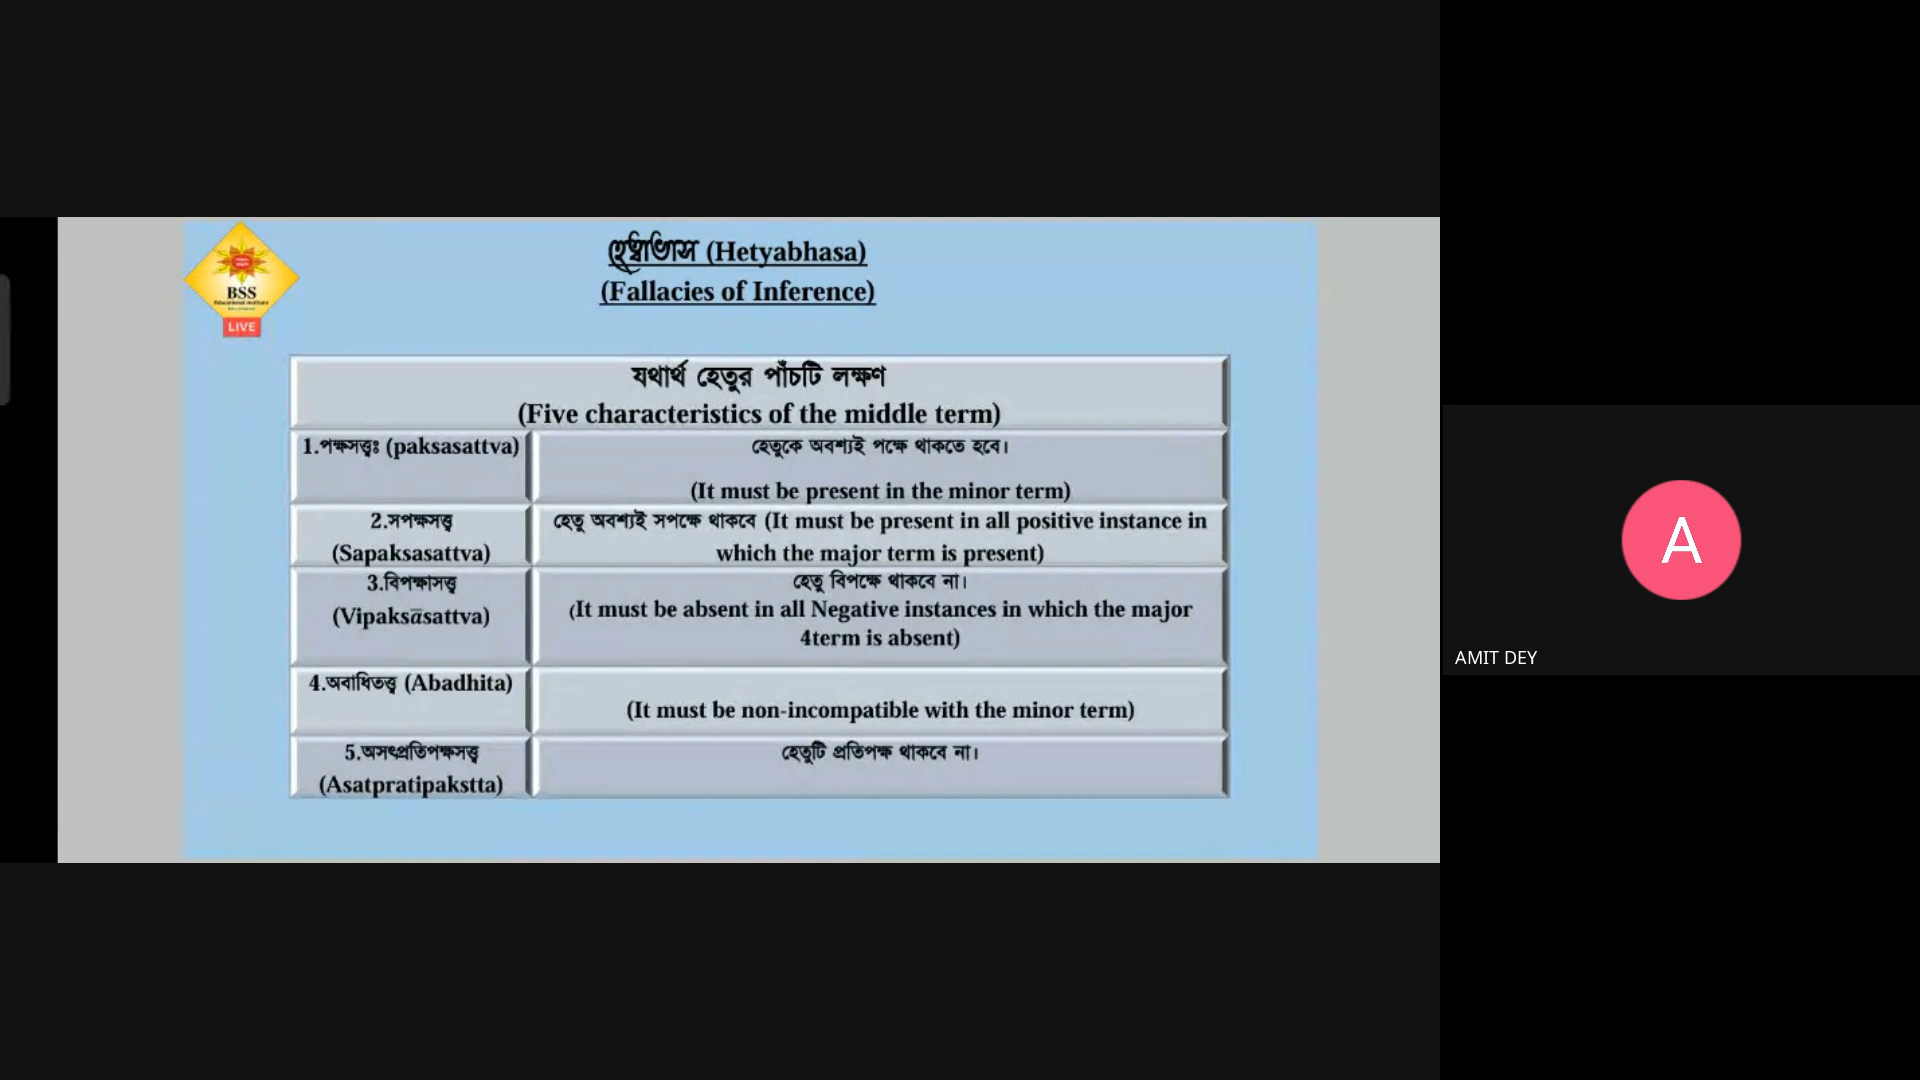 হেত্বাভাস (Hetyabhasa)
(Fallacies of Inference)
BSS
LIVE
যথার্থ হেতুর পাঁচটি লক্ষণ
(Five characteristics of the middle term)
1.পক্ষসত্ত্বঃ (paksasattva)
হেতুকে অবশ্যই পক্ষে থাকতে হবে।
(It must be present in the minor term)
2.সপক্ষসত্ত্ব
(Sapaksasattva)
হেতু অবশ্যই সপক্ষে থাকবে (It must be present in all positive instance in
which the major term is present)
3.বিপক্ষাসত্ত্ব
(Vipaksāsattva)
হেতু বিপক্ষে থাকবে না।
(It must be absent in all Negative instances in which the major
4term is absent)
4.অবাধিতত্ত্ব (Abadhita)
(It must be non-incompatible with the minor term)
5.অসৎপ্রতিপক্ষসত্ত্ব
(Asatpratipakstta)
হেতুটি প্রতিপক্ষ থাকবে না।
A
AMIT DEY